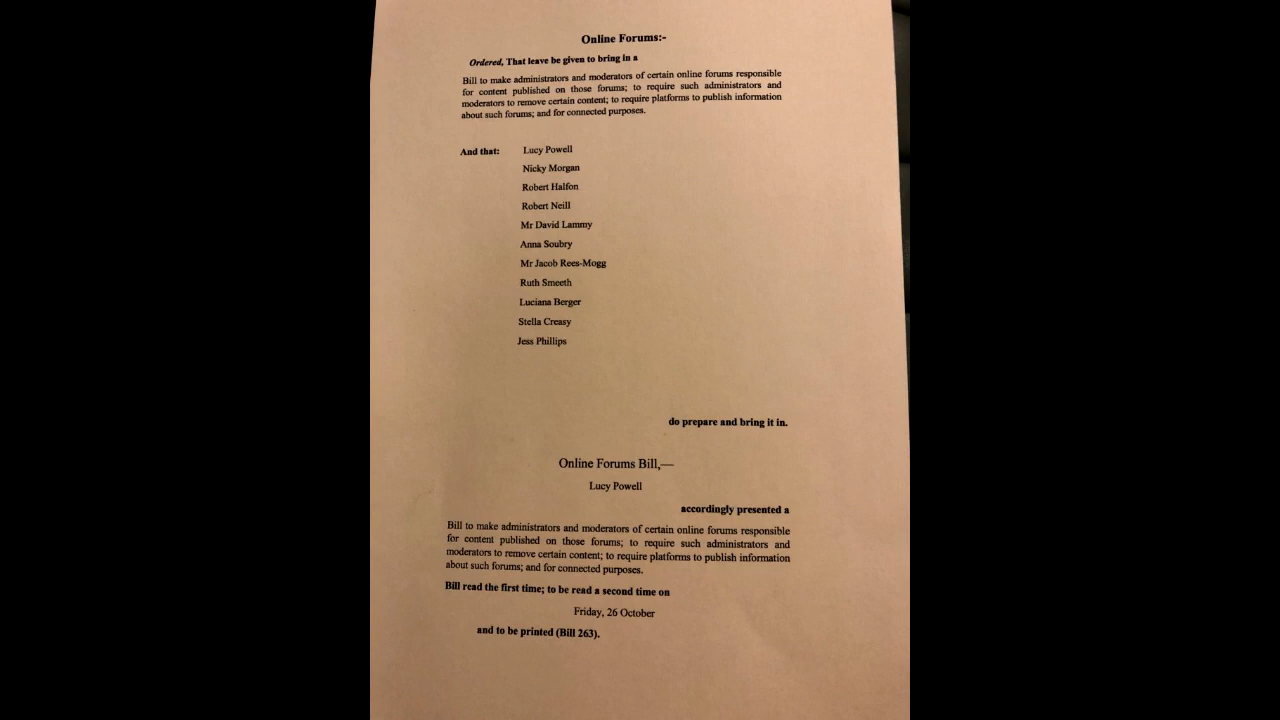 Online Forums:-
Ordered, That leave be given to bring in a
Bill to make administrators and moderators of certain online forums responsible
for content published on those forums; to require such administrators and
moderators to remove certain content; to require platforms to publish information
about such forums; and for connected purposes.
And that: Lucy Powell
Nicky Morgan
Robert Halfon
Robert Neill
Mr David Lammy
Anna Soubry
Mr Jacob Rees-Mogg
Ruth Smeeth
Luciana Berger
Stella Creasy
Jess Phillips
do prepare and bring it in.
Online Forums Bill,—
Lucy Powell
accordingly presented a
Bill to make administrators and moderators of certain online forums responsible
for content published on those forums; to require such administrators and
moderators to remove certain content; to require platforms to publish information
about such forums; and for connected purposes.
Bill read the first time; to be read a second time on
Friday, 26 October
and to be printed (Bill 263).